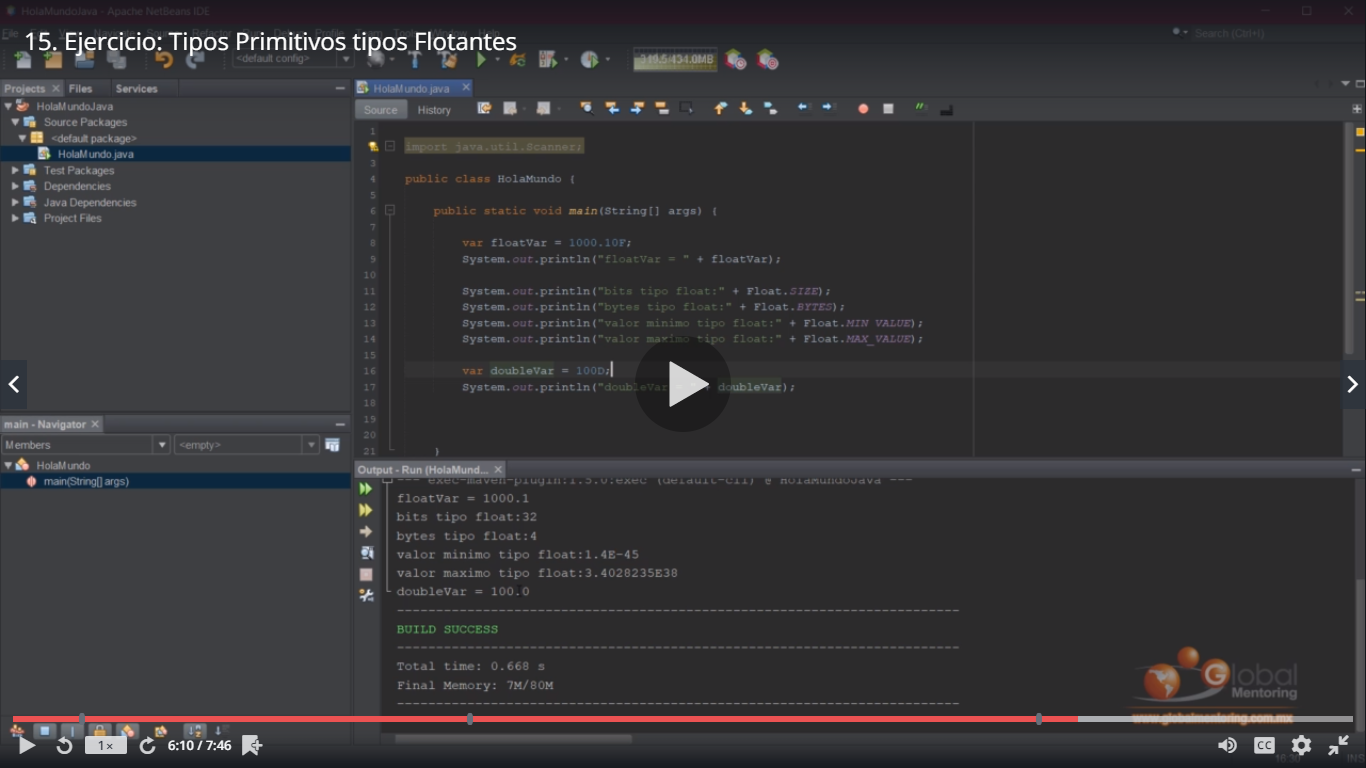 HolaMundoJava - Apache NetBeans IDE
15. Ejercicio: Tipos Primitivos tipos Flotantes
Search (Ctrl+I)
<default config>
319,5/434.0MB
Projects Files Services
HolaMundoJava
Source Packages
<default package>
HolaMundo.java
Test Packages
Dependencies
Java Dependencies
Project Files
HolaMundo.java
Source History
1
import java.util.Scanner;
3
4 public class HolaMundo {
5
6 public static void main(String[] args) {
7
8 var floatVar = 1000.10F;
9 System.out.println("floatVar = " + floatVar);
10
11 System.out.println("bits tipo float:" + Float.SIZE);
12 System.out.println("bytes tipo float:" + Float.BYTES);
13 System.out.println("valor minimo tipo float:" + Float.MIN_VALUE);
14 System.out.println("valor maximo tipo float:" + Float.MAX_VALUE);
15
16 var doubleVar = 100D;
17 System.out.println("doubleVar doubleVar);
18
19
20
21 }
main - Navigator
Members <empty>
HolaMundo
main(String[] args)
Output - Run (HolaMund...
--- exec-maven-plugin:1.5.0:exec (default-cli) @ HolaMundoJava ---
floatVar = 1000.1
bits tipo float:32
bytes tipo float:4
valor minimo tipo float:1.4E-45
valor maximo tipo float:3.4028235E38
doubleVar = 100.0
------------------------------------------------------------------------
BUILD SUCCESS
------------------------------------------------------------------------
Total time: 0.668 s
Final Memory: 7M/80M
------------------------------------------------------------------------
Global
Mentoring
www.globalmentoring.com.mx
1×
6:10 / 7:46
CC
16:30 INS